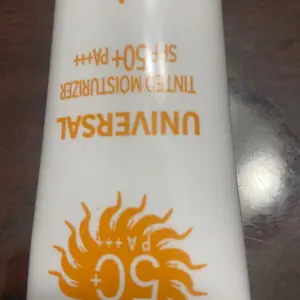 50+
PA+++
UNIVERSAL
TINTED MOISTURIZER
SPF50+ PA+++